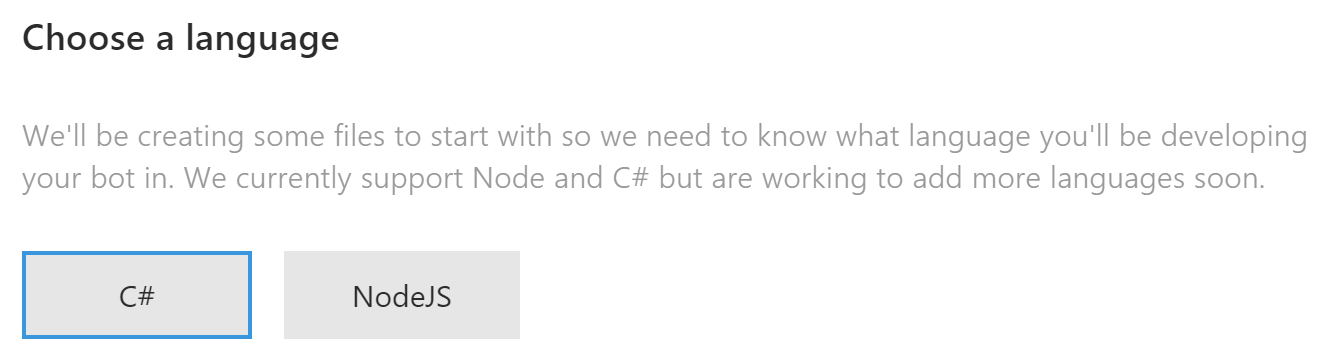 Choose a language
We'll be creating some files to start with so we need to know what language you'll be developing
your bot in. We currently support Node and C# but are working to add more languages soon.
C#
NodeJS